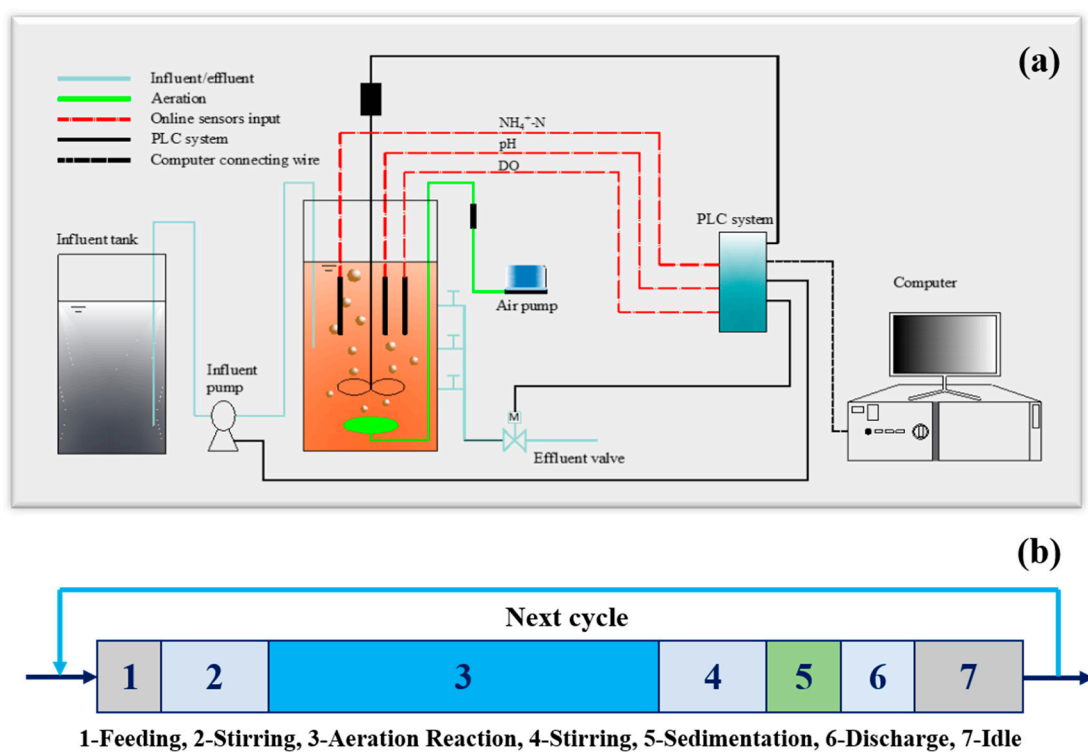 (a)
Influent/effluent
Aeration
Online sensors input
PLC system
Computer connecting wire
NH₄⁺-N
pH
DO
PLC system
Influent tank
Computer
Air pump
Influent
pump
M
Effluent valve
(b)
Next cycle
1 2 3 4 5 6 7
1-Feeding, 2-Stirring, 3-Aeration Reaction, 4-Stirring, 5-Sedimentation, 6-Discharge, 7-Idle